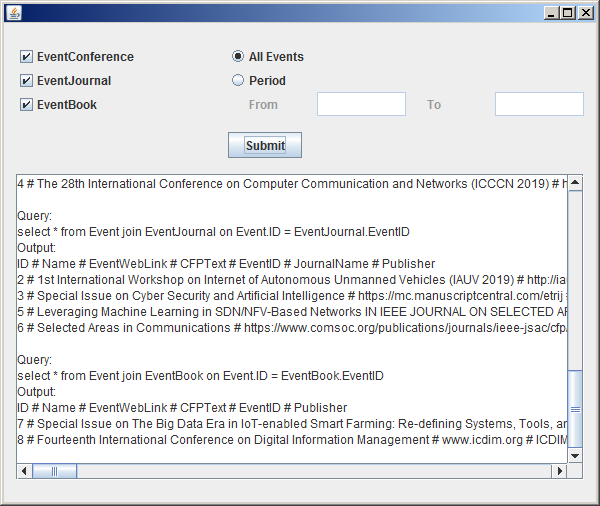 EventConference
All Events
EventJournal
Period
EventBook
From
To
Submit
4 # The 28th International Conference on Computer Communication and Networks (ICCCN 2019) # h
Query:
select * from Event join EventJournal on Event.ID = EventJournal.EventID
Output:
ID # Name # EventWebLink # CFPText # EventID # JournalName # Publisher
2 # 1st International Workshop on Internet of Autonomous Unmanned Vehicles (IAUV 2019) # http://iau
3 # Special Issue on Cyber Security and Artificial Intelligence # https://mc.manuscriptcentral.com/etrij #
5 # Leveraging Machine Learning in SDN/NFV-Based Networks IN IEEE JOURNAL ON SELECTED AR
6 # Selected Areas in Communications # https://www.comsoc.org/publications/journals/ieee-jsac/cfp/
Query:
select * from Event join EventBook on Event.ID = EventBook.EventID
Output:
ID # Name # EventWebLink # CFPText # EventID # Publisher
7 # Special Issue on The Big Data Era in IoT-enabled Smart Farming: Re-defining Systems, Tools, an
8 # Fourteenth International Conference on Digital Information Management # www.icdim.org # ICDIM